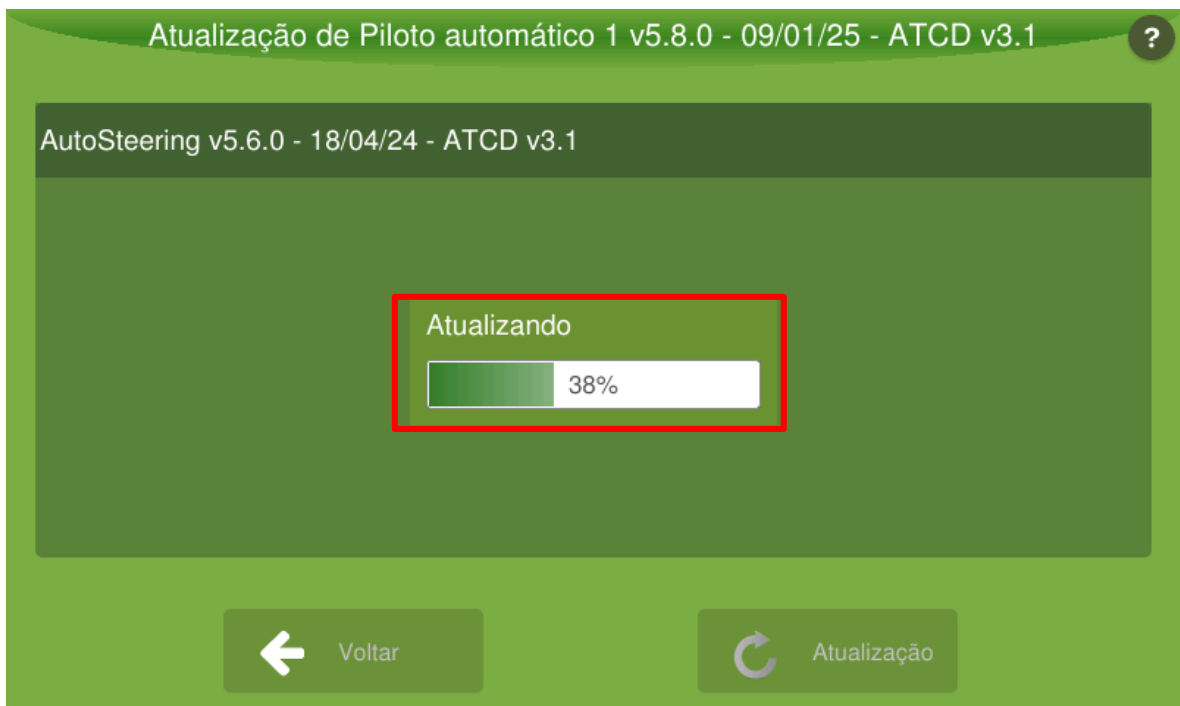 Atualização de Piloto automático 1 v5.8.0 - 09/01/25 - ATCD v3.1
?
AutoSteering v5.6.0 - 18/04/24 - ATCD v3.1
Atualizando
38%
Voltar
Atualização